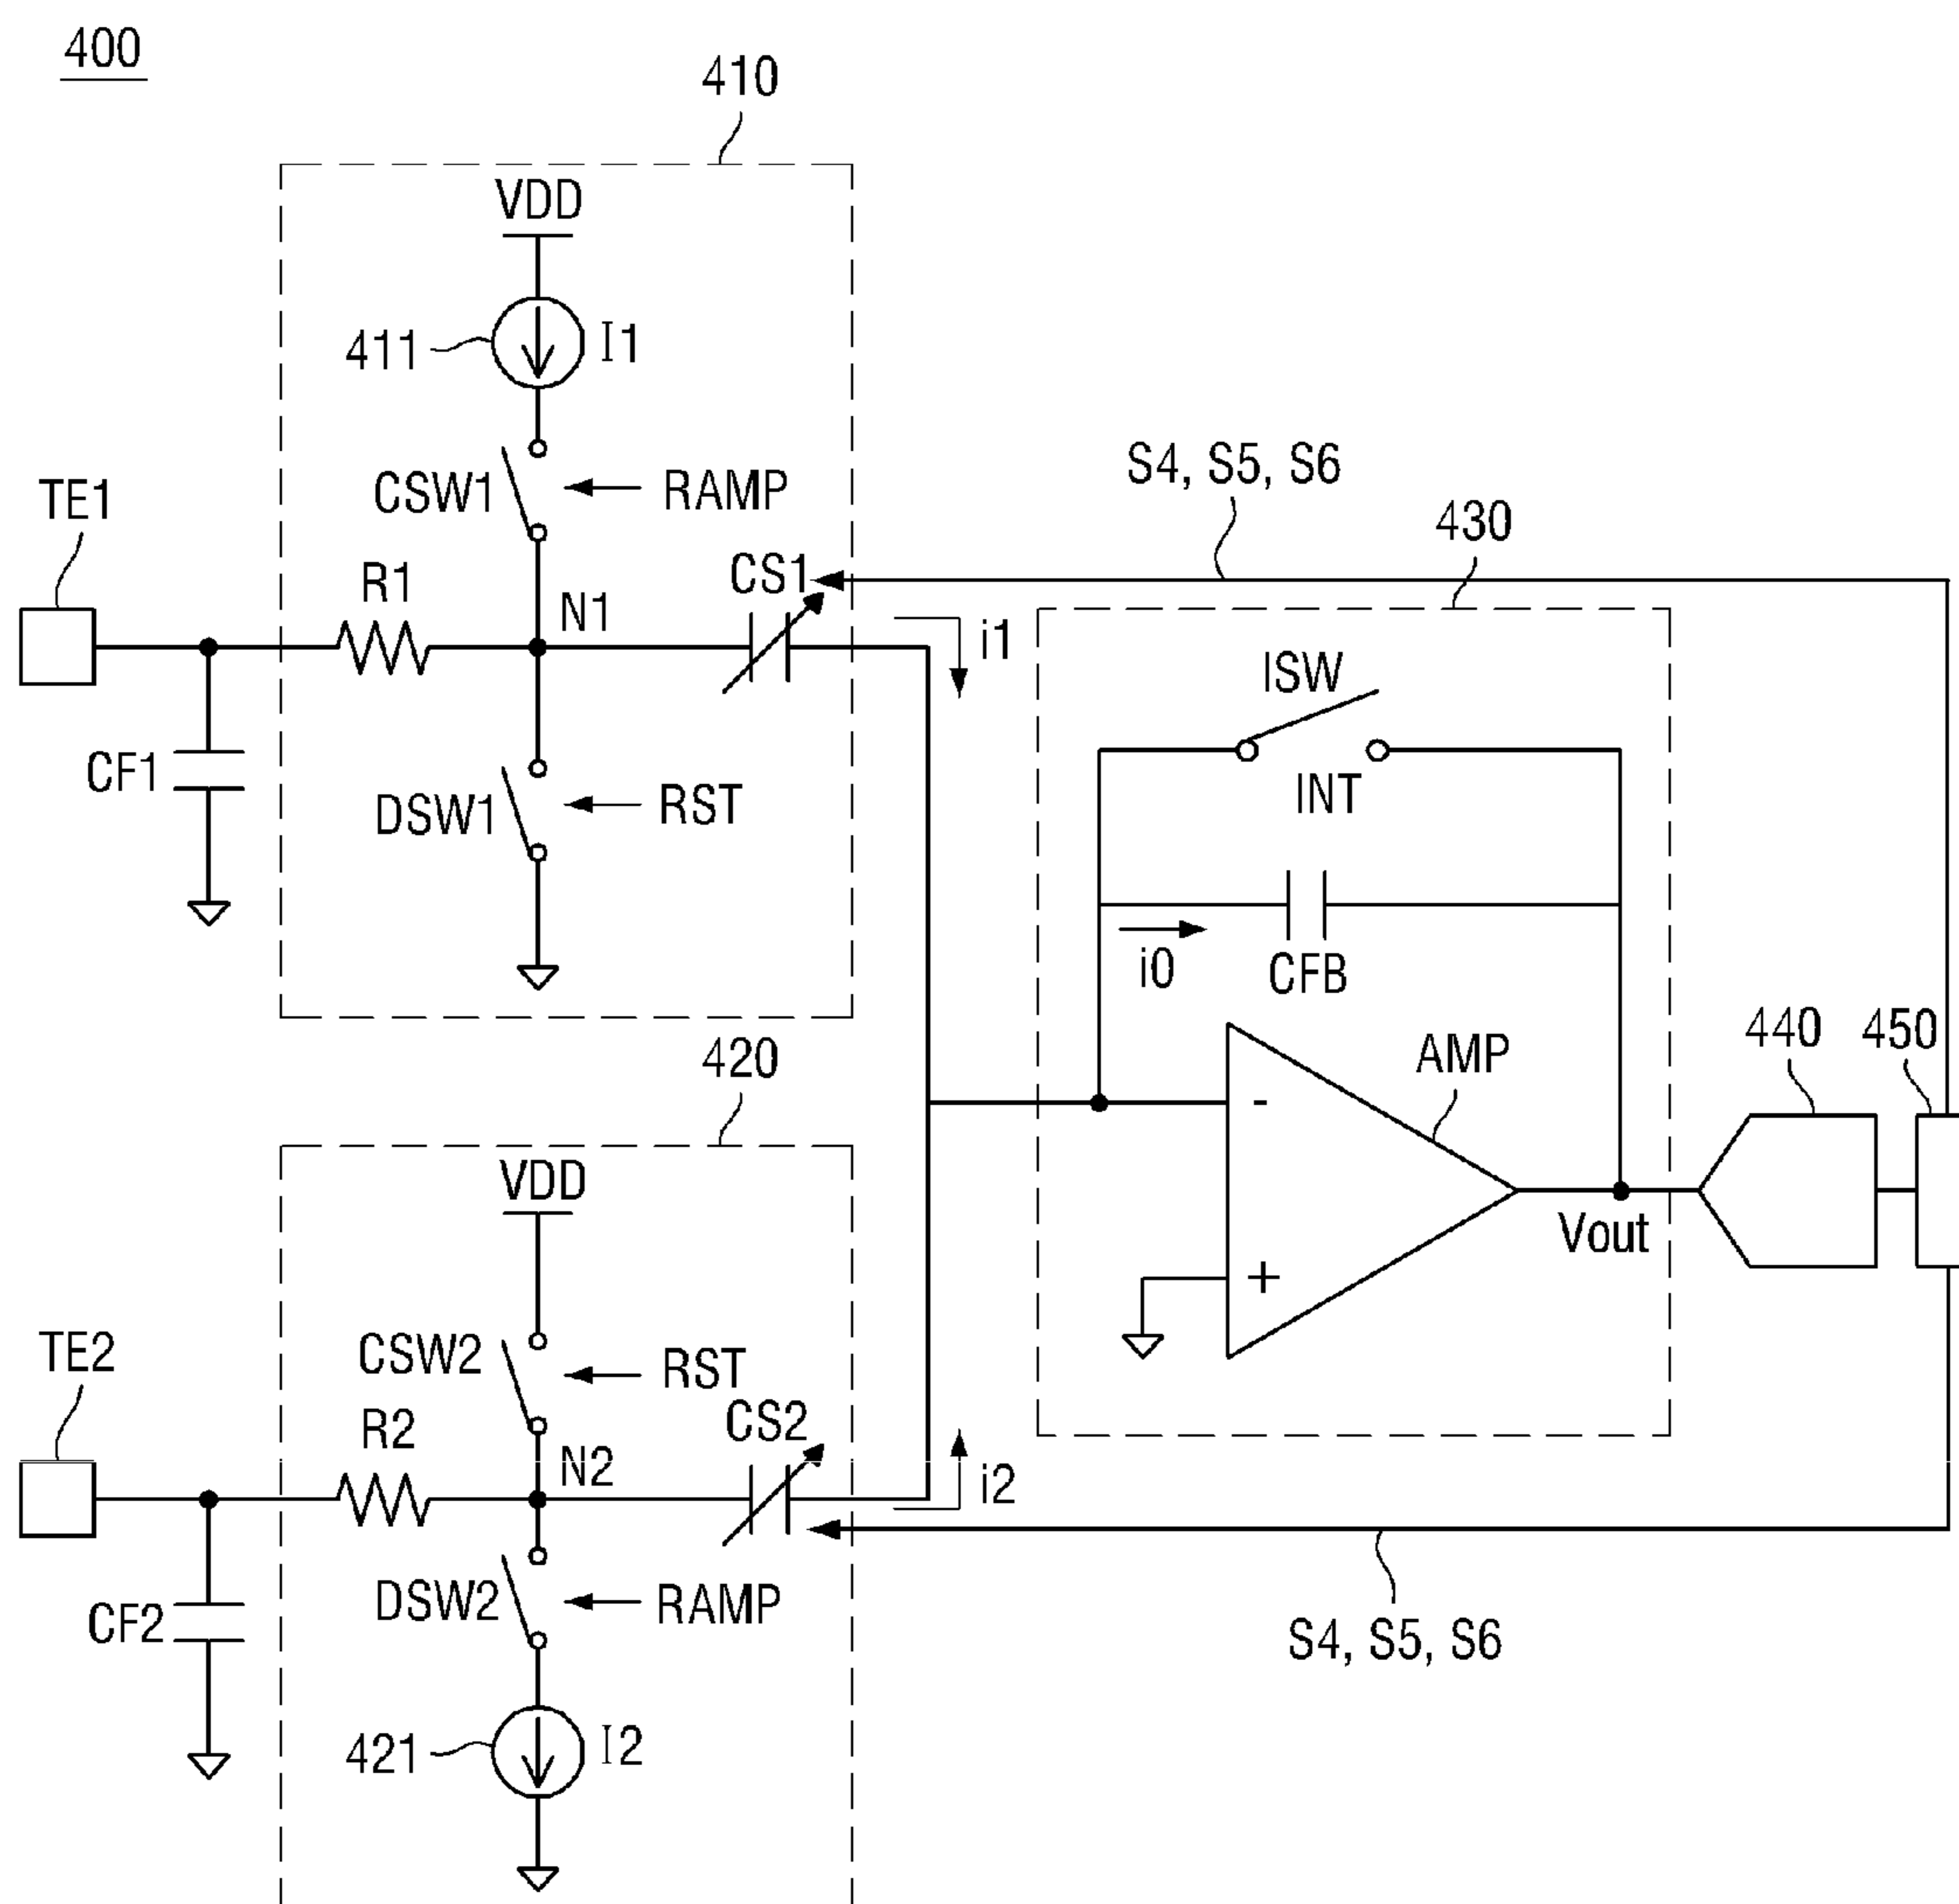 400
410
VDD
411
I1
CSW1
RAMP
TE1
R1
N1
CS1
i1
CF1
DSW1
RST
S4, S5, S6
430
ISW
INT
i0
CFB
AMP
-
+
Vout
440
450
420
VDD
TE2
CSW2
RST
R2
N2
CS2
i2
CF2
DSW2
RAMP
S4, S5, S6
421
I2